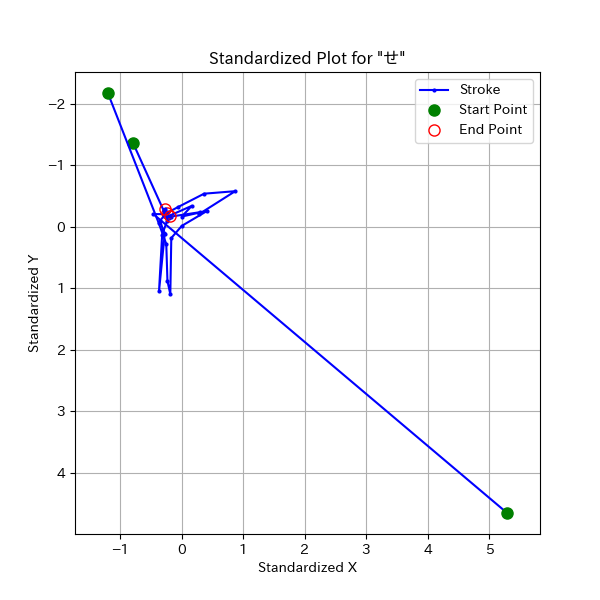 Standardized Plot for "せ"
Stroke
Start Point
End Point
Standardized Y
−2
−1
0
1
2
3
4
−1 0 1 2 3 4 5
Standardized X